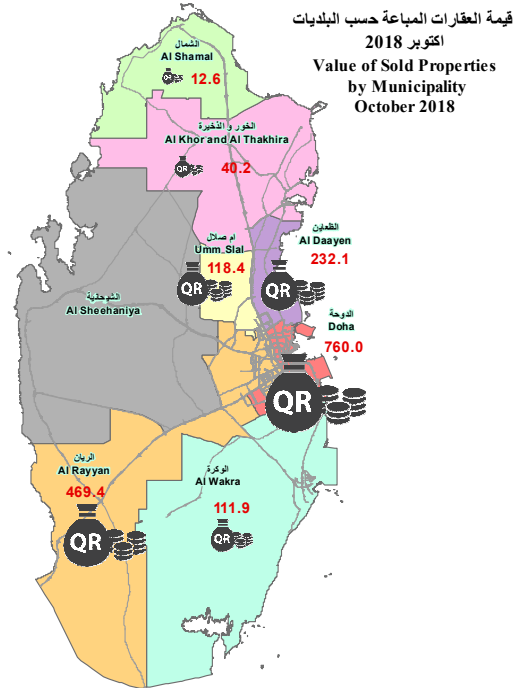 قيمة العقارات المباعة حسب البلديات
اكتوبر 2018
Value of Sold Properties
by Municipality
October 2018
الشمال
Al Shamal
12.6
QR
الخور و الذخيرة
Al Khor and Al Thakhira
40.2
QR
ام صلال
Umm Slal
118.4
QR
الظعاين
Al Daayen
232.1
QR
الشيحانية
Al Sheehaniya
الدوحة
Doha
760.0
QR
الريان
Al Rayyan
469.4
QR
الوكرة
Al Wakra
111.9
QR